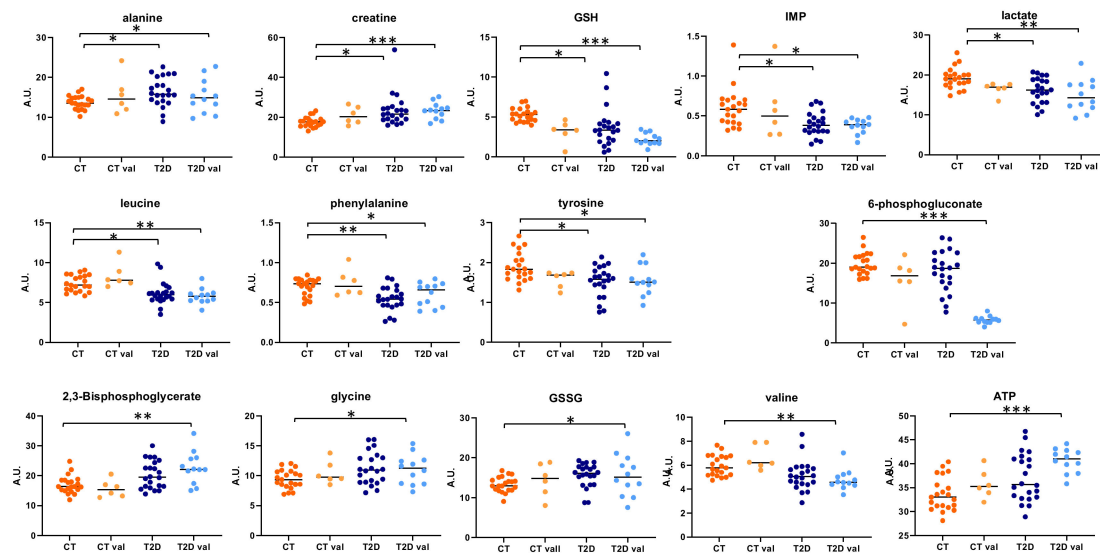 alanine
*
*
30
20
10
0
A.U.
CT
CT val
T2D
T2D val
creatine
***
*
60
40
20
0
A.U.
CT
CT val
T2D
T2D val
GSH
***
*
15
10
5
0
A.U.
CT
CT val
T2D
T2D val
IMP
*
*
1.5
1.0
0.5
0.0
A.U.
CT
CT vall
T2D
T2D val
lactate
**
*
30
20
10
0
A.U.
CT
CT val
T2D
T2D val
leucine
**
*
15
10
5
0
A.U.
CT
CT val
T2D
T2D val
phenylalanine
*
**
1.5
1.0
0.5
0.0
A.U.
CT
CT val
T2D
T2D val
tyrosine
*
*
3
2
1
0
A.U.
CT
CT val
T2D
T2D val
6-phosphogluconate
***
30
20
10
0
A.U.
CT
CT val
T2D
T2D val
2,3-Bisphosphoglycerate
**
40
30
20
10
0
A.U.
CT
CT val
T2D
T2D val
glycine
*
20
15
10
5
0
A.U.
CT
CT val
T2D
T2D val
GSSG
*
30
20
10
0
A.U.
CT
CT vall
T2D
T2D val
valine
**
10
8
6
4
2
0
A.U.
CT
CT val
T2D
T2D val
ATP
***
50
45
40
35
30
25
A.U.
CT
CT val
T2D
T2D vall